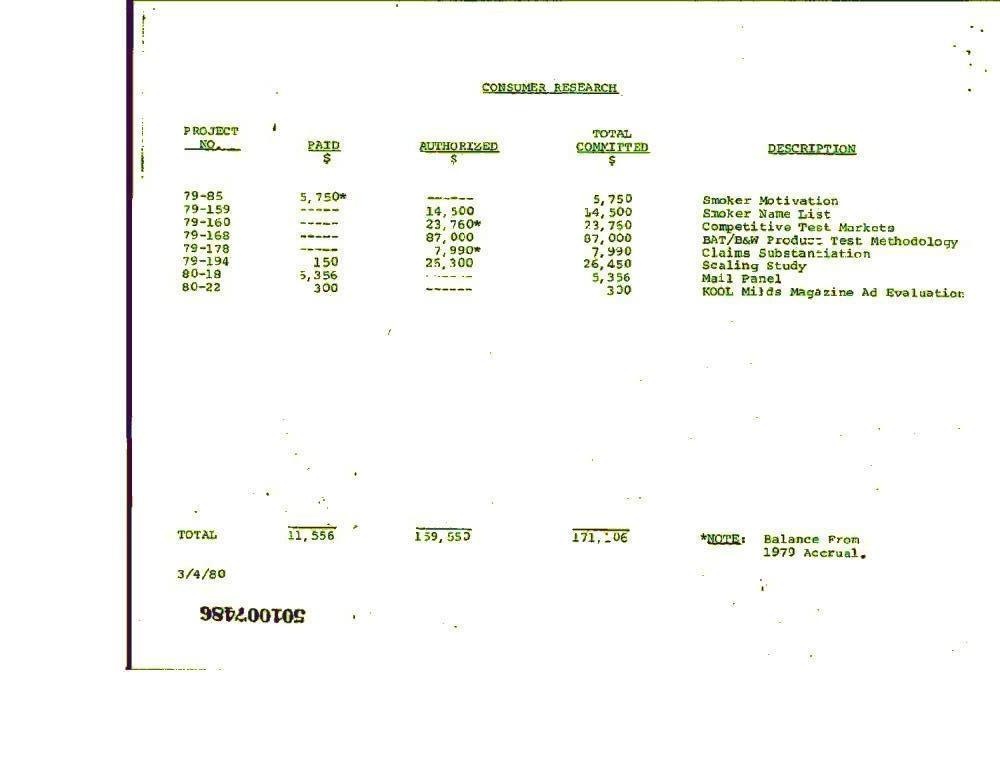 CONSUMER RESEARCH
PROJECT NO. PAID $ AUTHORIZED $ TOTAL COMMITTED $ DESCRIPTION
79-85 5,750* ------ 5,750 Smoker Motivation
79-159 ----- 14,500 14,500 Smoker Name List
79-160 ----- 23,760* 23,760 Competitive Test Markets
79-168 ----- 87,000 87,000 BAT/B&W Product Test Methodology
79-178 ----- 7,990* 7,990 Claims Substantiation
79-194 150 26,300 26,450 Scaling Study
80-18 5,356 ------ 5,356 Mail Panel
80-22 300 ------ 300 KOOL Milds Magazine Ad Evaluation
TOTAL 11,556 159,550 171,106 *NOTE: Balance From
1979 Accrual.
3/4/80
501007486